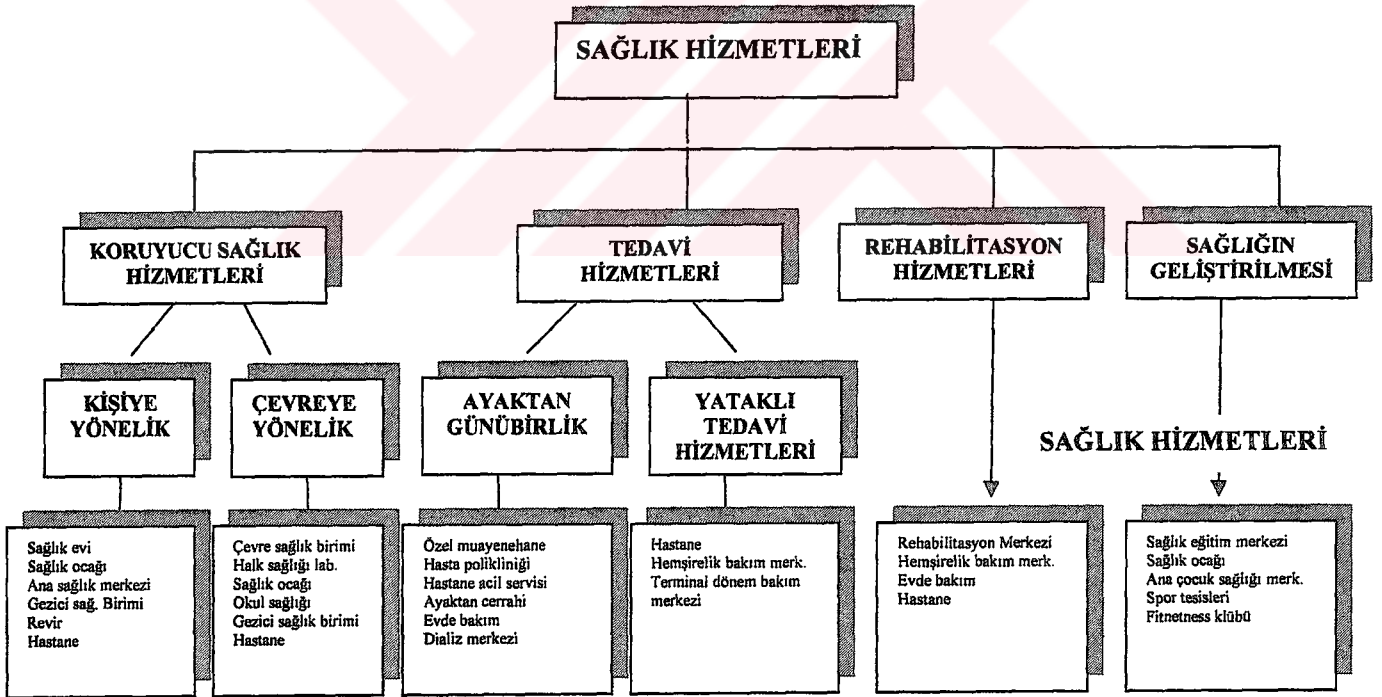 SAĞLIK HİZMETLERİ
KORUYUCU SAĞLIK
HİZMETLERİ
TEDAVİ
HİZMETLERİ
REHABİLİTASYON
HİZMETLERİ
SAĞLIĞIN
GELİŞTİRİLMESİ
KİŞİYE
YÖNELİK
ÇEVREYE
YÖNELİK
AYAKTAN
GÜNÜBİRLİK
YATAKLI
TEDAVİ
HİZMETLERİ
SAĞLIK HİZMETLERİ
Sağlık evi
Sağlık ocağı
Ana sağlık merkezi
Gezici sağ. Birimi
Revir
Hastane
Çevre sağlık birimi
Halk sağlığı lab.
Sağlık ocağı
Okul sağlığı
Gezici sağlık birimi
Hastane
Özel muayenehane
Hasta polikliniği
Hastane acil servisi
Ayaktan cerrahi
Evde bakım
Dializ merkezi
Hastane
Hemşirelik bakım merk.
Terminal dönem bakım
merkezi
Rehabilitasyon Merkezi
Hemşirelik bakım merk.
Evde bakım
Hastane
Sağlık eğitim merkezi
Sağlık ocağı
Ana çocuk sağlığı merk.
Spor tesisleri
Fitnetness klübü